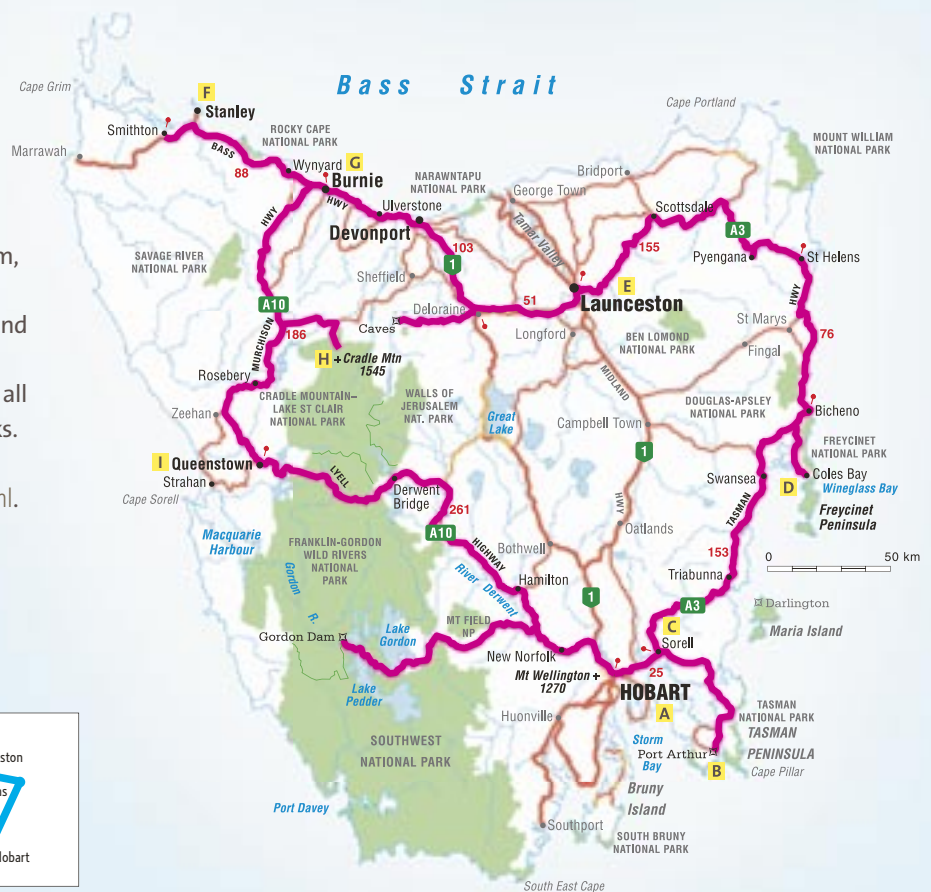 Bass Strait
Cape Grim
F
Stanley
Smithton
Marrawah
ROCKY CAPE
NATIONAL PARK
BASS
88
HWY
Wynyard
G
Burnie
HWY
Ulverstone
Devonport
NARAWNTAPU
NATIONAL PARK
George Town
Tamar Valley
Bridport
Cape Portland
MOUNT WILLIAM
NATIONAL PARK
Scottsdale
A3
Pyengana
St Helens
155
E
Launceston
103
1
Sheffield
Deloraine
51
Caves
Longford
SAVAGE RIVER
NATIONAL PARK
HWY
A10
MURCHISON
186
H
+Cradle Mtn
1545
Rosebery
Zeehan
CRADLE MOUNTAIN–
LAKE ST CLAIR
NATIONAL PARK
WALLS OF
JERUSALEM
NAT. PARK
Great
Lake
BEN LOMOND
NATIONAL PARK
MIDLAND
HWY
St Marys
Fingal
76
DOUGLAS-APSLEY
NATIONAL PARK
HWY
Bicheno
Campbell Town
1
FREYCINET
NATIONAL PARK
Coles Bay
D
Wineglass Bay
Freycinet
Peninsula
Swansea
TASMAN
I
Queenstown
Strahan
Cape Sorell
LYELL
Derwent
Bridge
261
A10
HIGHWAY
Macquarie
Harbour
FRANKLIN-GORDON
WILD RIVERS
NATIONAL
PARK
Gordon R.
River Derwent
Bothwell
Oatlands
Hamilton
153
0
50 km
Triabunna
A3
1
Darlington
Maria Island
C
Sorell
25
Gordon Dam
Lake
Gordon
MT FIELD
NP
Lake
Pedder
New Norfolk
Mt Wellington +
1270
HOBART
A
Huonville
TASMAN
NATIONAL PARK
TASMAN
PENINSULA
Storm
Bay
Port Arthur
B
Cape Pillar
SOUTHWEST
NATIONAL PARK
Bruny
Island
Port Davey
Southport
SOUTH BRUNY
NATIONAL PARK
South East Cape
all